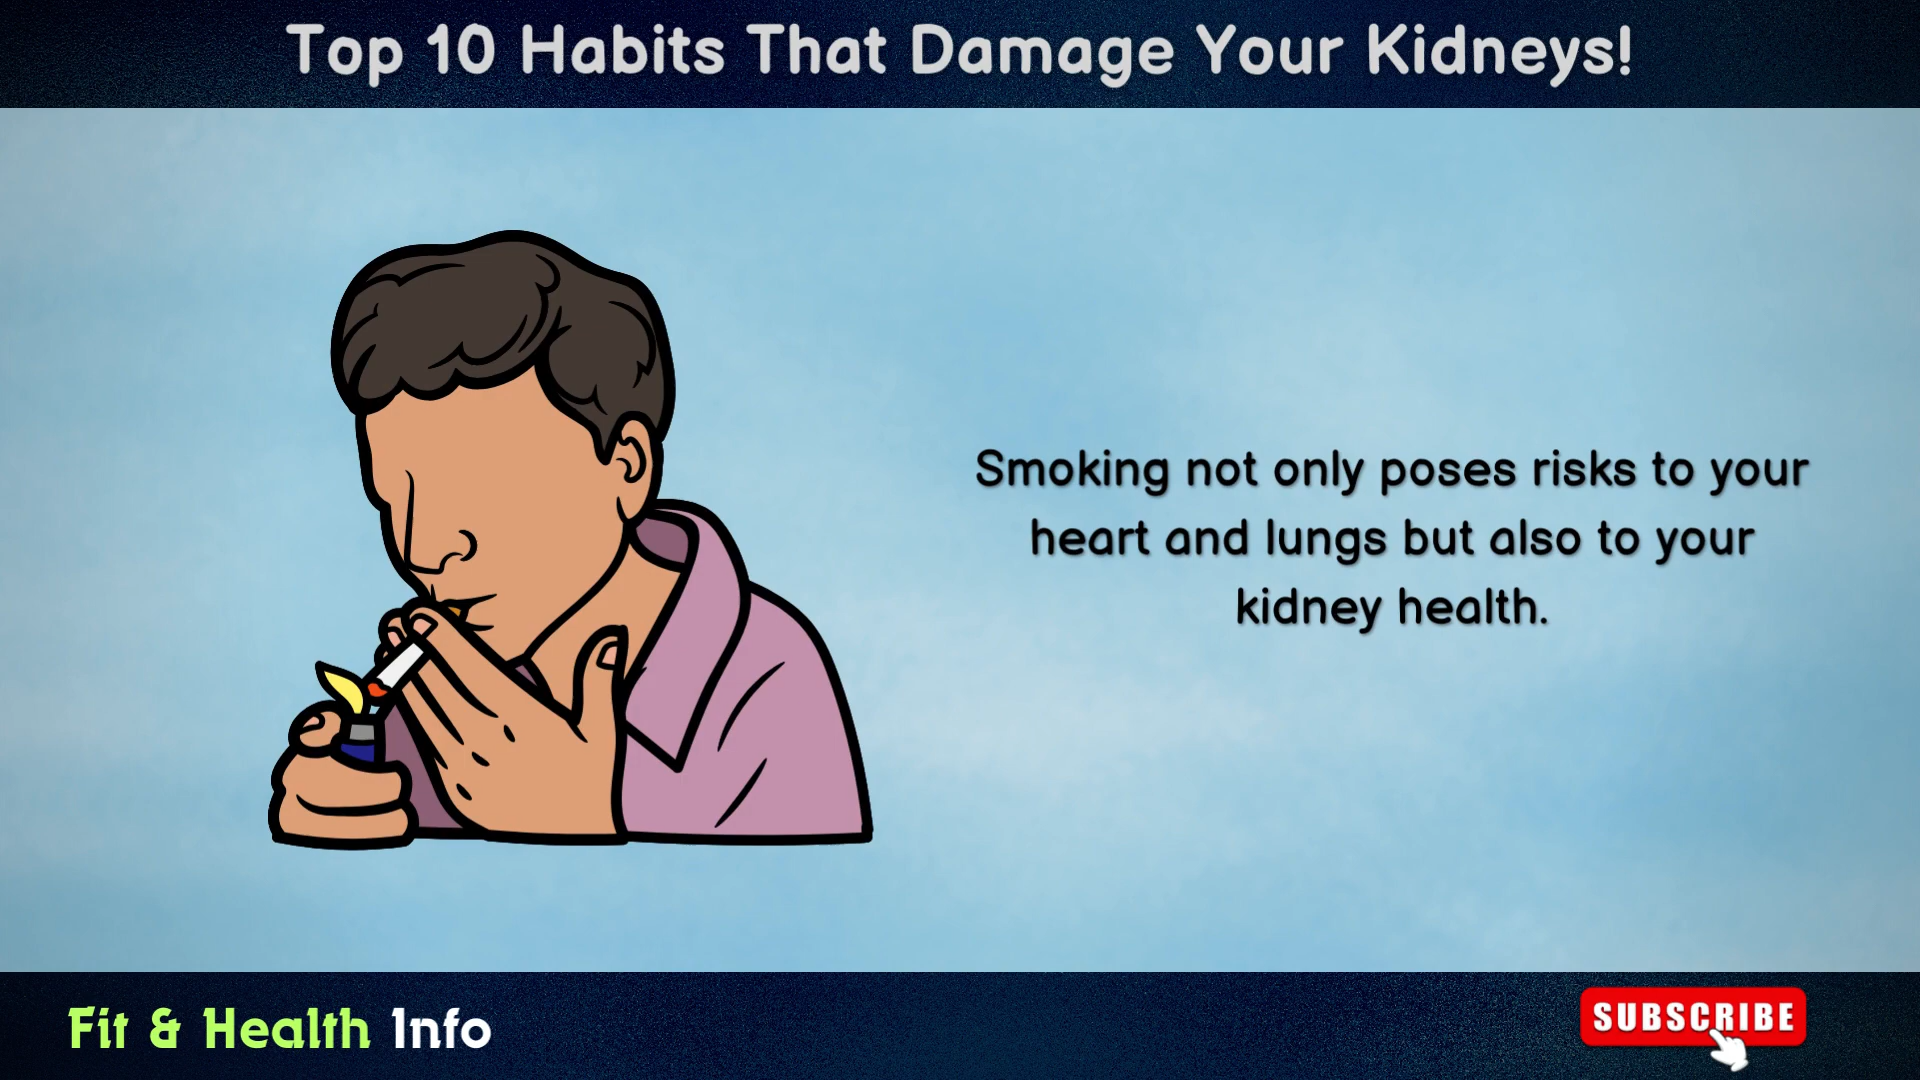 Top 10 Habits That Damage Your Kidneys!
Smoking not only poses risks to your
heart and lungs but also to your
kidney health.
Fit & Health Info
SUBSCRIBE